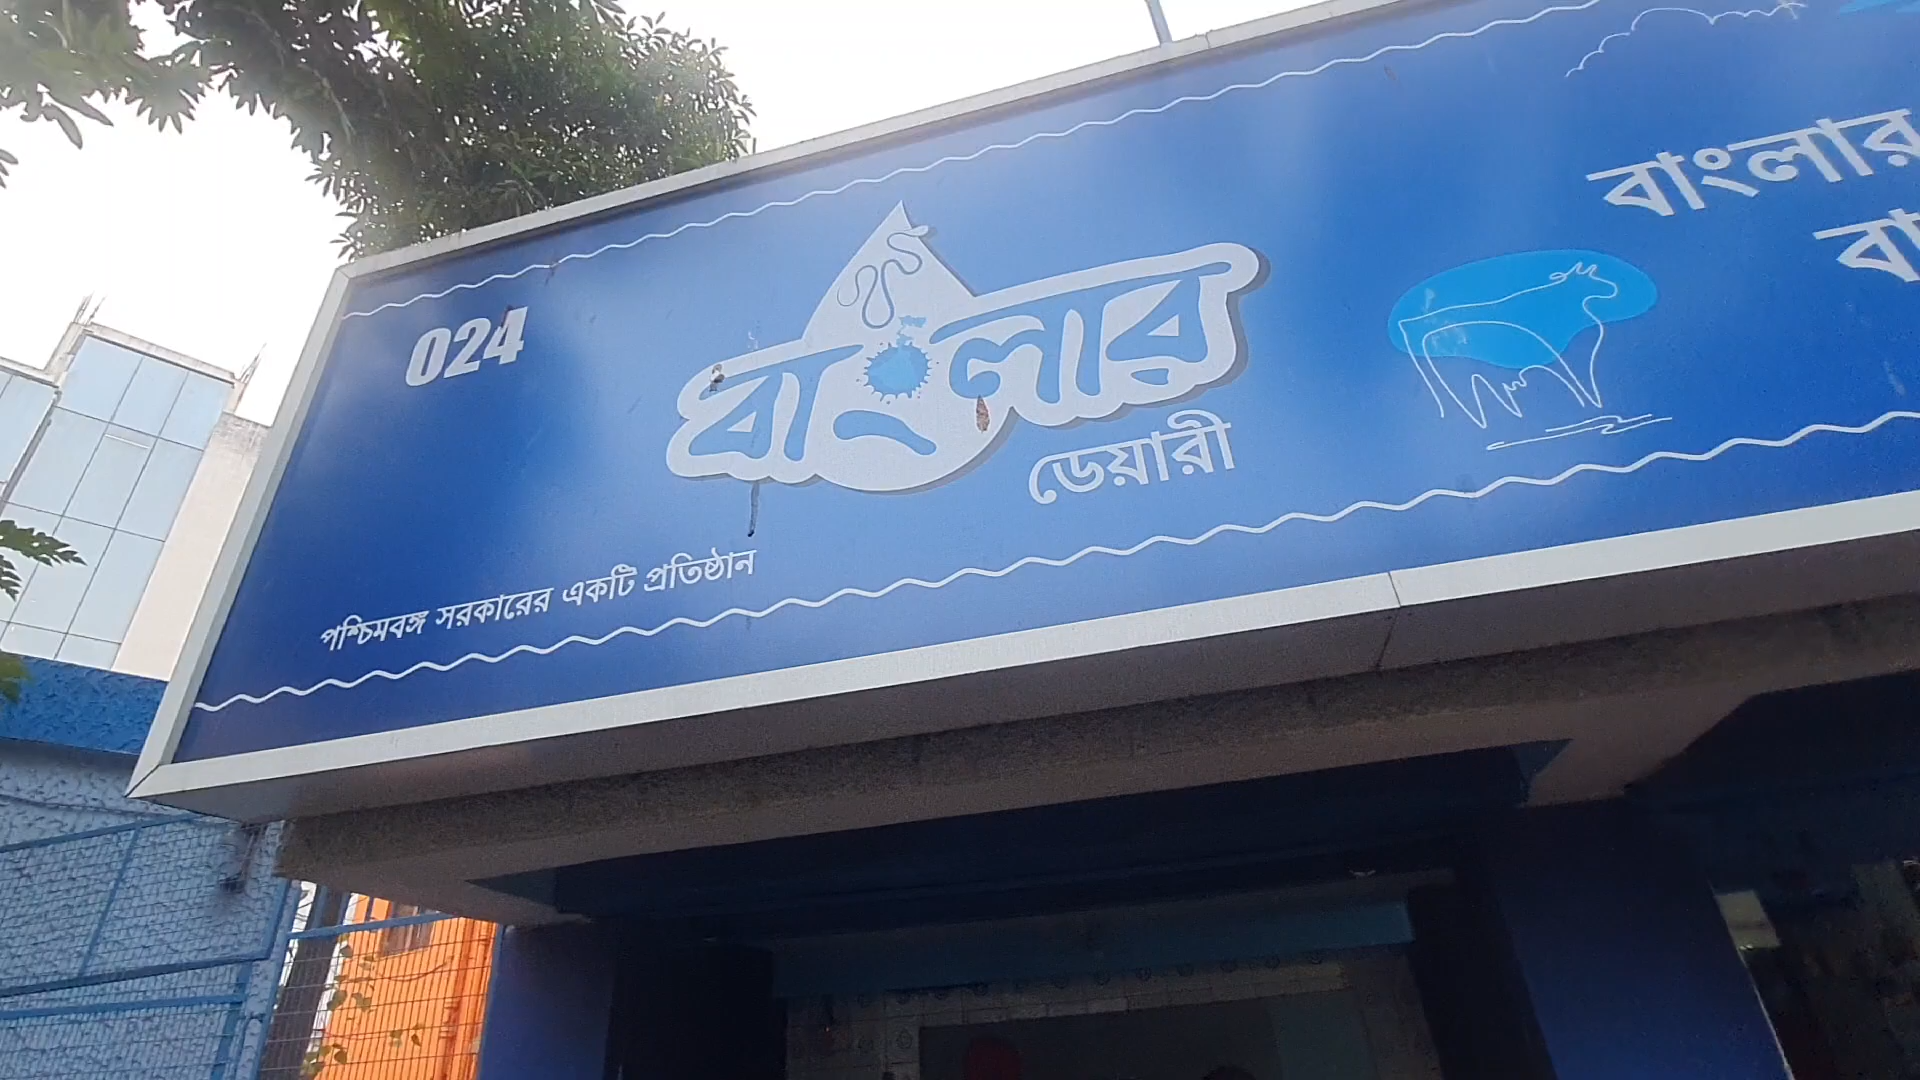 024
বাংলার
ডেয়ারী
পশ্চিমবঙ্গ সরকারের একটি প্রতিষ্ঠান
বাংলার